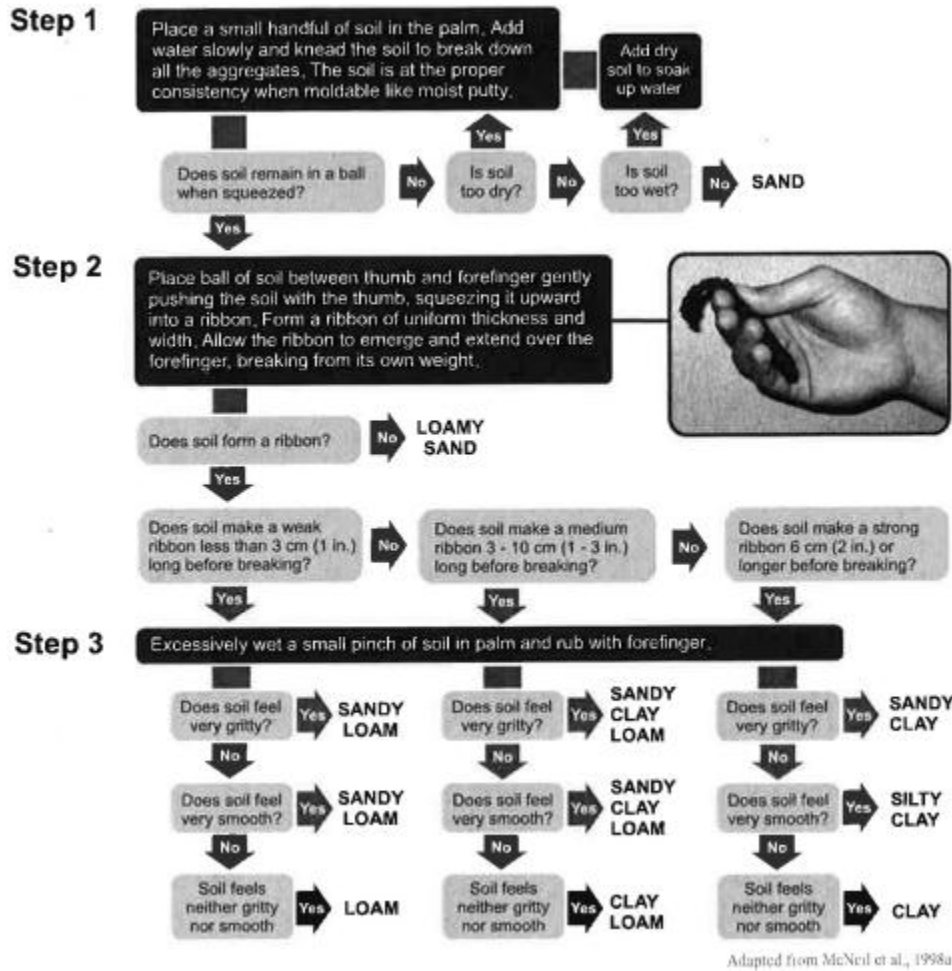 Step 1
Place a small handful of soil in the palm. Add
water slowly and knead the soil to break down
all the aggregates. The soil is at the proper
consistency when moldable like moist putty.
Add dry
soil to soak
up water
Yes
Yes
Does soil remain in a ball
when squeezed?
No
Is soil
too dry?
No
Is soil
too wet?
No
SAND
Yes
Step 2
Place ball of soil between thumb and forefinger gently
pushing the soil with the thumb, squeezing it upward
into a ribbon. Form a ribbon of uniform thickness and
width. Allow the ribbon to emerge and extend over the
forefinger, breaking from its own weight.
Does soil form a ribbon?
No
LOAMY
SAND
Yes
Does soil make a weak
ribbon less than 3 cm (1 in.)
long before breaking?
No
Does soil make a medium
ribbon 3 - 10 cm (1 - 3 in.)
long before breaking?
No
Does soil make a strong
ribbon 6 cm (2 in.) or
longer before breaking?
Yes
Yes
Yes
Step 3
Excessively wet a small pinch of soil in palm and rub with forefinger.
Does soil feel
very gritty?
Yes
SANDY
LOAM
Does soil feel
very gritty?
Yes
SANDY
CLAY
LOAM
Does soil feel
very gritty?
Yes
SANDY
CLAY
No
No
No
Does soil feel
very smooth?
Yes
SANDY
LOAM
Does soil feel
very smooth?
Yes
SANDY
CLAY
LOAM
Does soil feel
very smooth?
Yes
SILTY
CLAY
No
No
No
Soil feels
neither gritty
nor smooth
Yes
LOAM
Soil feels
neither gritty
nor smooth
Yes
CLAY
LOAM
Soil feels
neither gritty
nor smooth
Yes
CLAY
Adapted from McNeil et al., 1998a